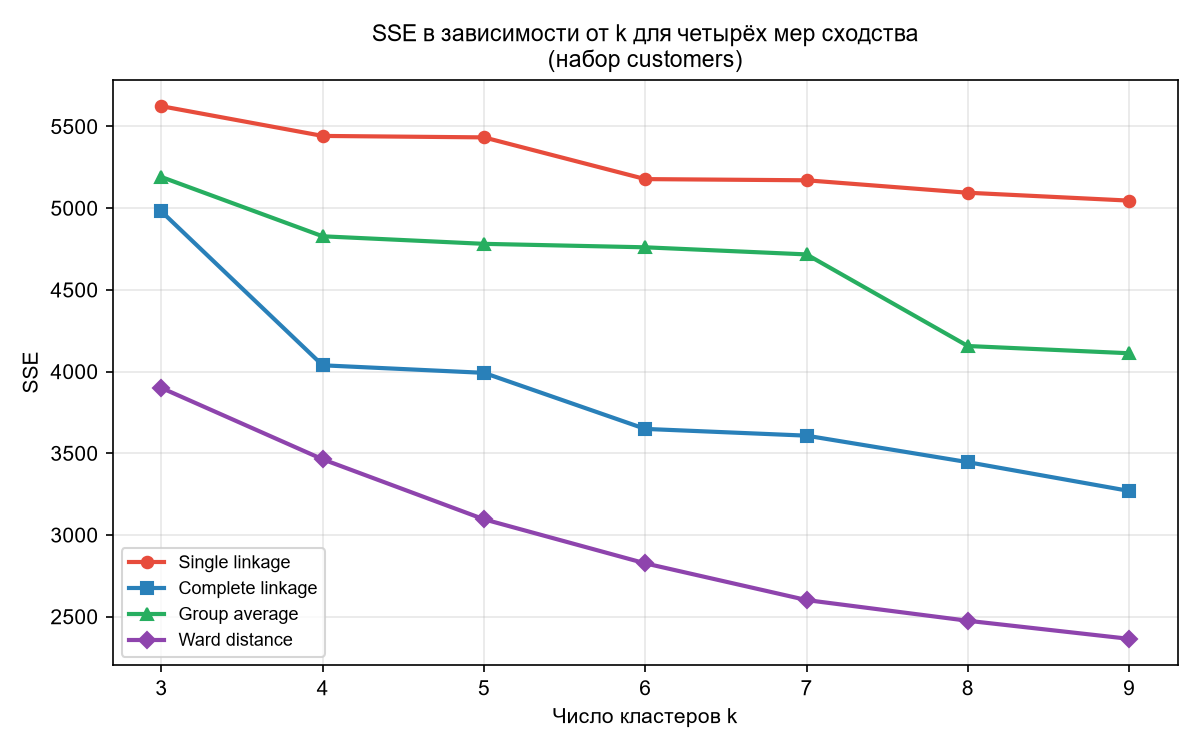 SSE в зависимости от k для четырёх мер сходства
(набор customers)
SSE
5500
5000
4500
4000
3500
3000
2500
Single linkage
Complete linkage
Group average
Ward distance
3 4 5 6 7 8 9
Число кластеров k